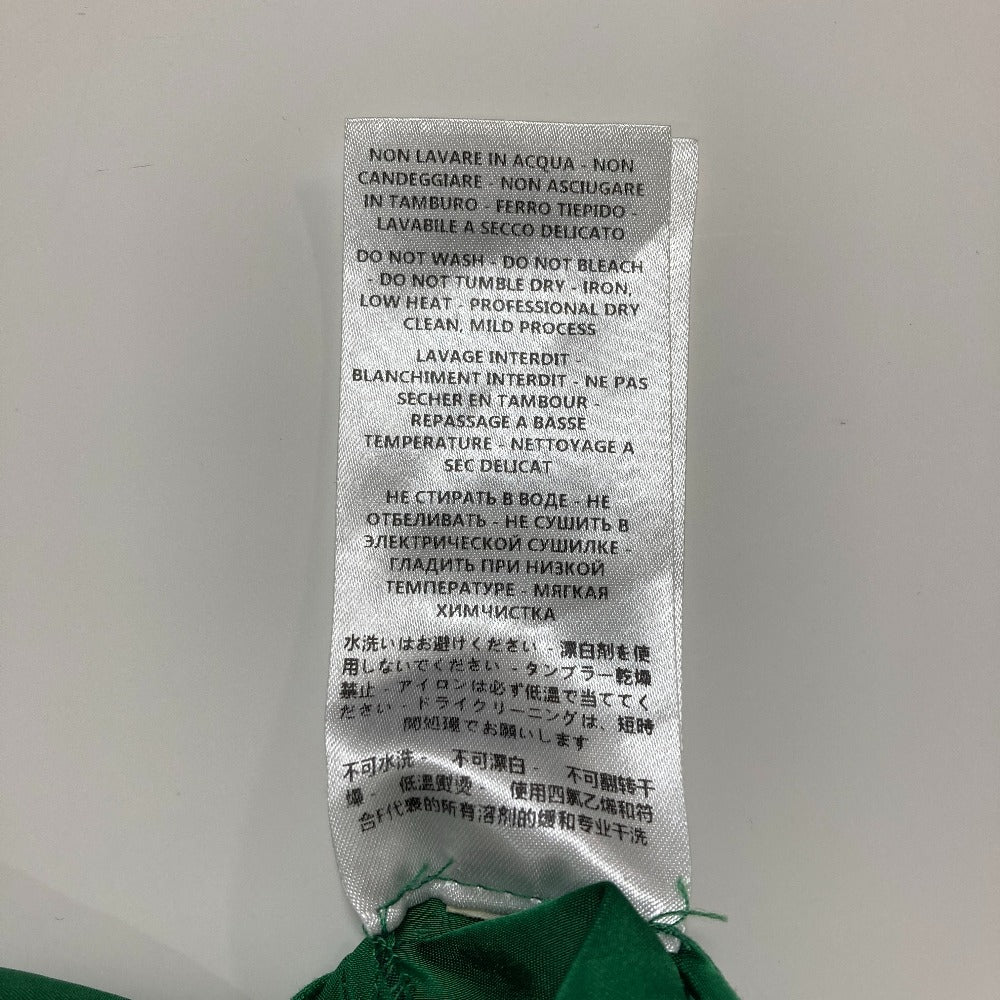 NON LAVARE IN ACQUA - NON
CANDEGGIARE - NON ASCIUGARE
IN TAMBURO - FERRO TIEPIDO -
LAVABILE A SECCO DELICATO
DO NOT WASH - DO NOT BLEACH
- DO NOT TUMBLE DRY - IRON,
LOW HEAT - PROFESSIONAL DRY
CLEAN, MILD PROCESS
LAVAGE INTERDIT -
BLANCHIMENT INTERDIT - NE PAS
SECHER EN TAMBOUR -
REPASSAGE A BASSE
TEMPERATURE - NETTOYAGE A
SEC DELICAT
НЕ СТИРАТЬ В ВОДЕ - НЕ
ОТБЕЛИВАТЬ - НЕ СУШИТЬ В
ЭЛЕКТРИЧЕСКОЙ СУШИЛКЕ -
ГЛАДИТЬ ПРИ НИЗКОЙ
ТЕМПЕРАТУРЕ - МЯГКАЯ
ХИМЧИСТКА
水洗いはお避けください - 漂白剤を使
用しないでください - タンブラー乾燥
禁止 - アイロンは必ず低温で当ててく
ださい - ドライクリーニングは、短時
間処理でお願いします
不可水洗 - 不可漂白 - 不可翻转干
燥 - 低温熨烫 使用四氯乙烯和符
合F代表的所有溶剂的缓和专业干洗